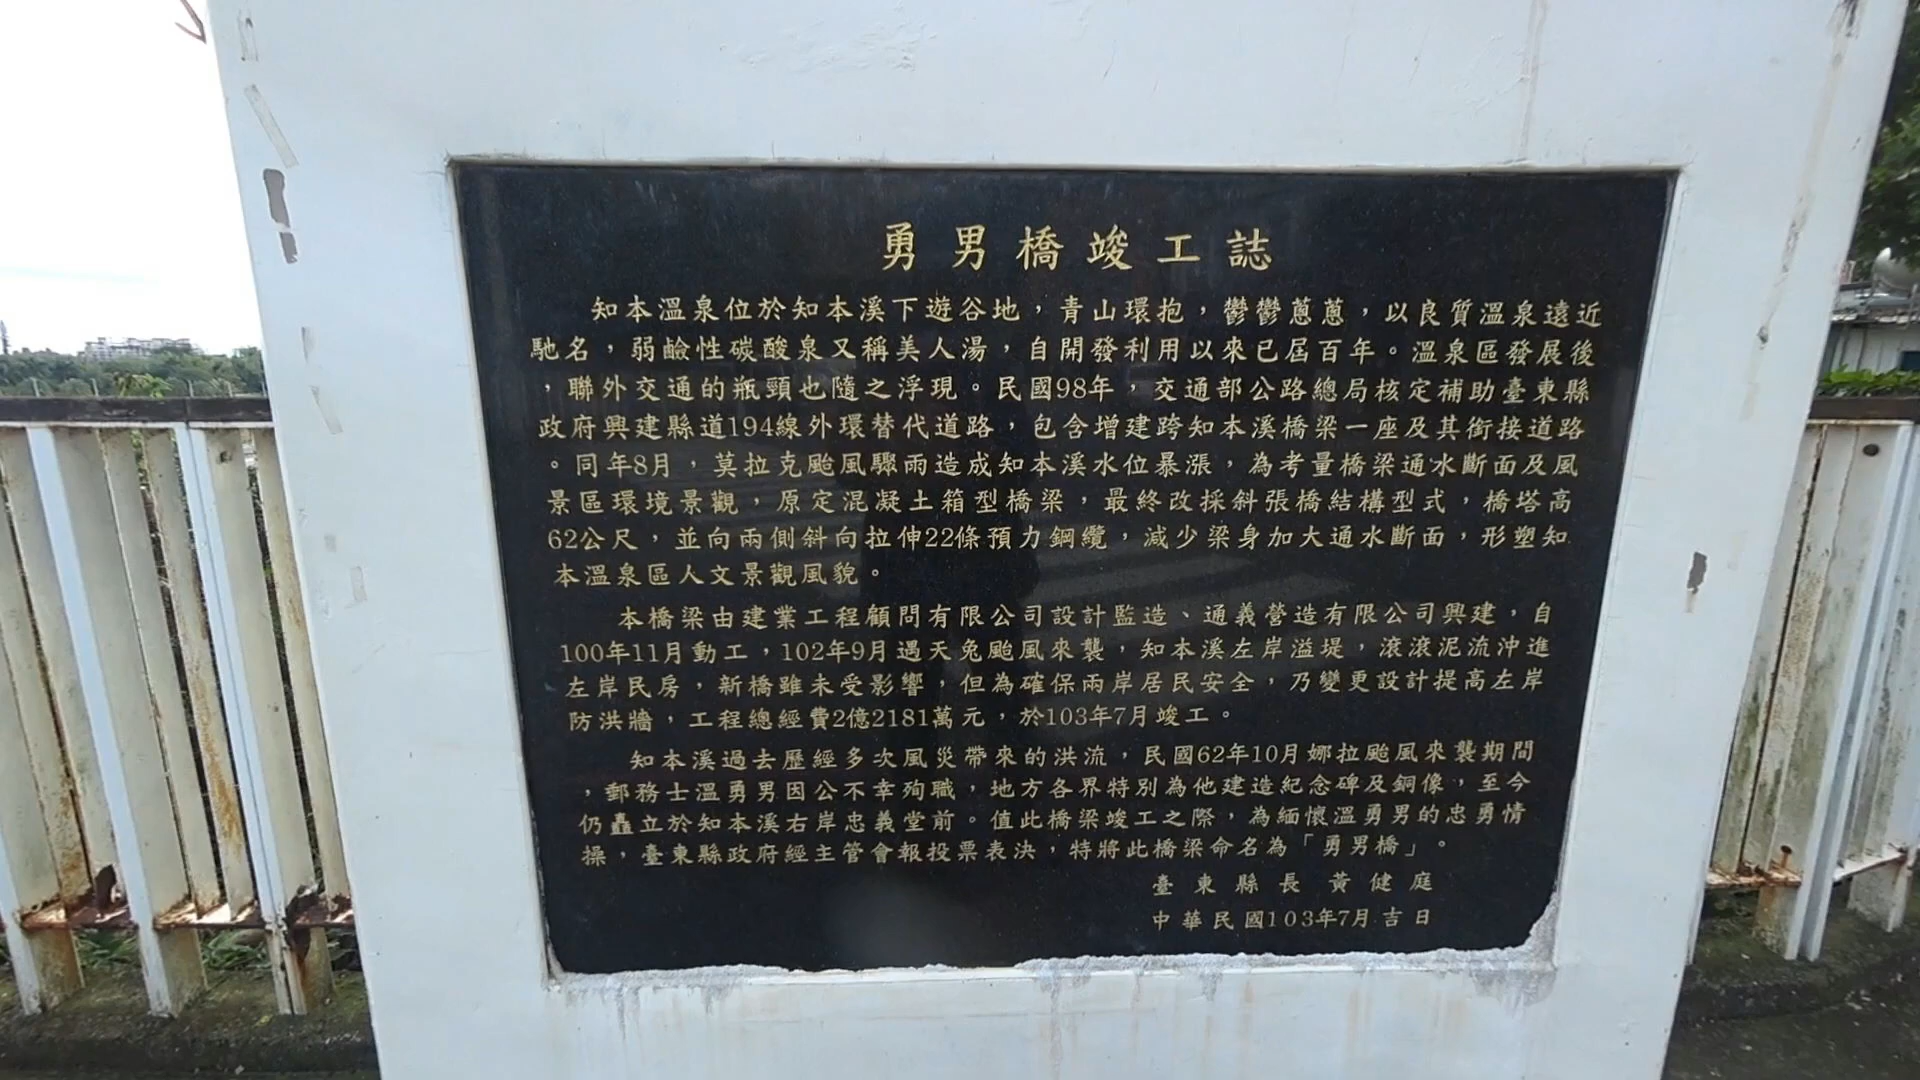 勇男橋竣工誌
知本溫泉位於知本溪下遊谷地，青山環抱，鬱鬱蔥蔥，以良質溫泉遠近
馳名，弱鹼性碳酸泉又稱美人湯，自開發利用以來已屆百年。溫泉區發展後
，聯外交通的瓶頸也隨之浮現。民國98年，交通部公路總局核定補助臺東縣
政府興建縣道194線外環替代道路，包含增建跨知本溪橋梁一座及其銜接道路
。同年8月，莫拉克颱風驟雨造成知本溪水位暴漲，為考量橋梁通水斷面及風
景區環境景觀，原定混凝土箱型橋梁，最終改採斜張橋結構型式，橋塔高
62公尺，並向兩側斜向拉伸22條預力鋼纜，減少梁身加大通水斷面，形塑知
本溫泉區人文景觀風貌。
本橋梁由建業工程顧問有限公司設計監造、通義營造有限公司興建，自
100年11月動工，102年9月遇天兔颱風來襲，知本溪左岸溢堤，滾滾泥流沖進
左岸民房，新橋雖未受影響，但為確保兩岸居民安全，乃變更設計提高左岸
防洪牆，工程總經費2億2181萬元，於103年7月竣工。
知本溪過去歷經多次風災帶來的洪流，民國62年10月娜拉颱風來襲期間
，郵務士溫勇男因公不幸殉職，地方各界特別為他建造紀念碑及銅像，至今
仍矗立於知本溪右岸忠義堂前。值此橋梁竣工之際，為緬懷溫勇男的忠勇情
操，臺東縣政府經主管會報投票表決，特將此橋梁命名為「勇男橋」。
臺東縣長黃健庭
中華民國103年7月吉日